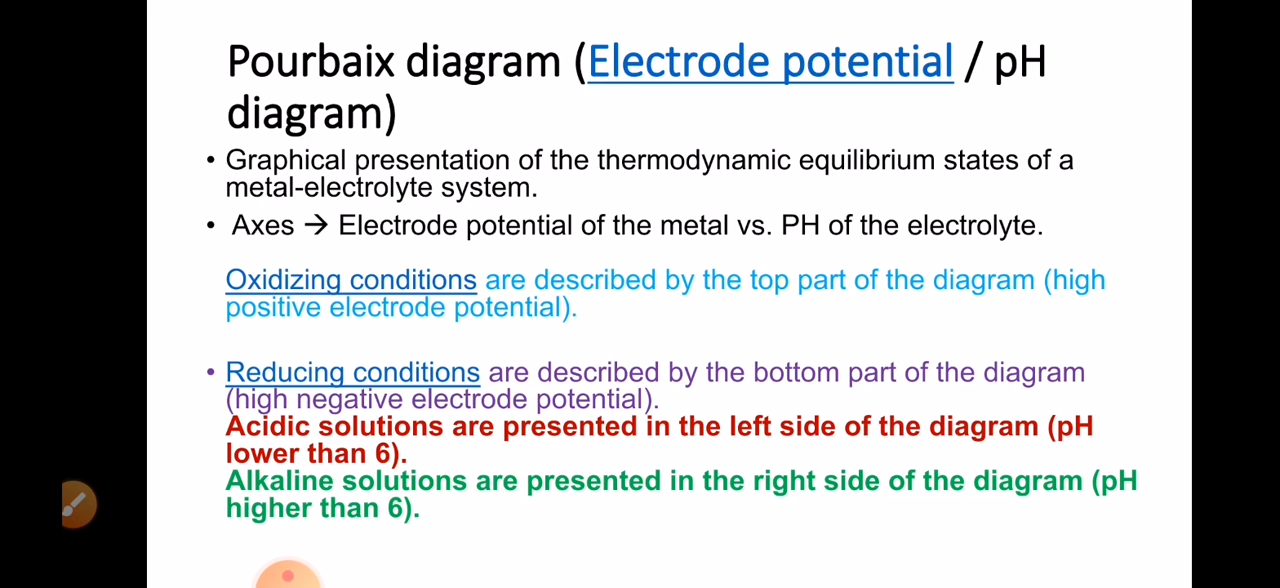 Pourbaix diagram (Electrode potential / pH
diagram)
• Graphical presentation of the thermodynamic equilibrium states of a
metal-electrolyte system.
• Axes → Electrode potential of the metal vs. PH of the electrolyte.
Oxidizing conditions are described by the top part of the diagram (high
positive electrode potential).
• Reducing conditions are described by the bottom part of the diagram
(high negative electrode potential).
Acidic solutions are presented in the left side of the diagram (pH
lower than 6).
Alkaline solutions are presented in the right side of the diagram (pH
higher than 6).